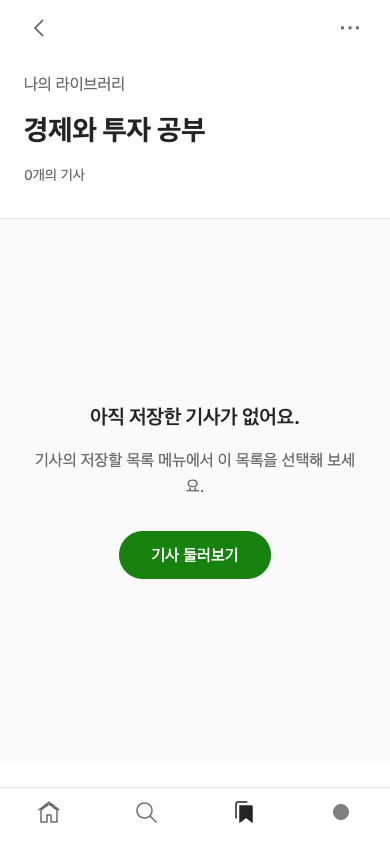 나의 라이브러리
경제와 투자 공부
0개의 기사
아직 저장한 기사가 없어요.
기사의 저장할 목록 메뉴에서 이 목록을 선택해 보세
요.
기사 둘러보기